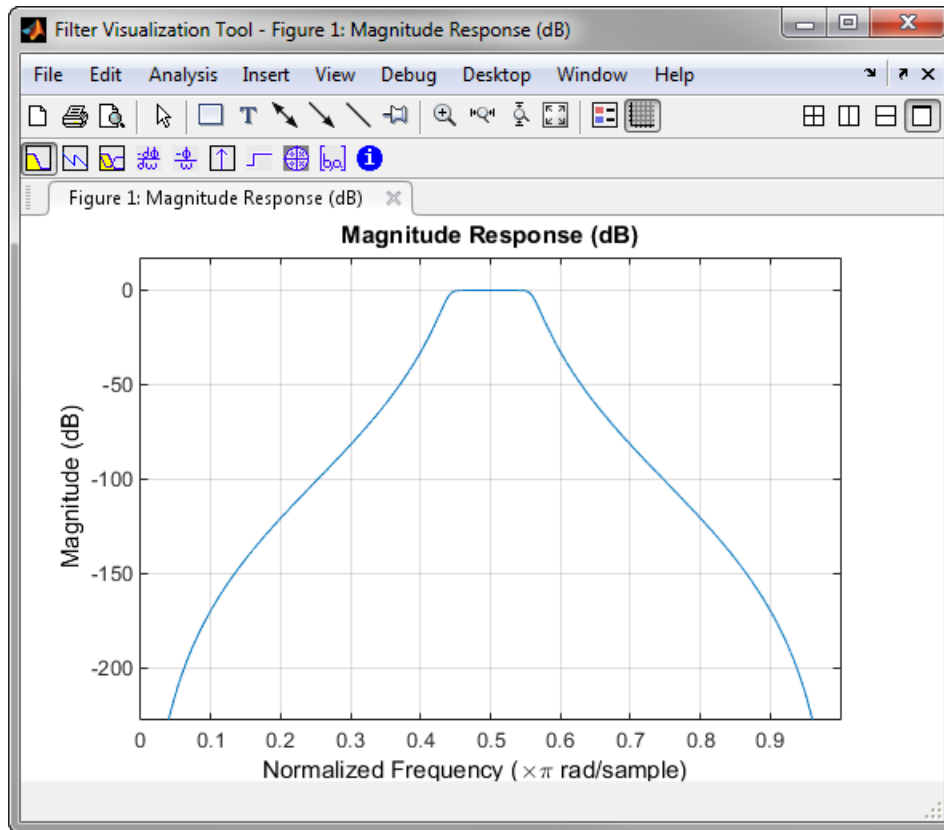 Filter Visualization Tool - Figure 1: Magnitude Response (dB)
File Edit Analysis Insert View Debug Desktop Window Help
T
[b,a]
Figure 1: Magnitude Response (dB)
Magnitude Response (dB)
Magnitude (dB)
0
-50
-100
-150
-200
0 0.1 0.2 0.3 0.4 0.5 0.6 0.7 0.8 0.9
Normalized Frequency (×π rad/sample)